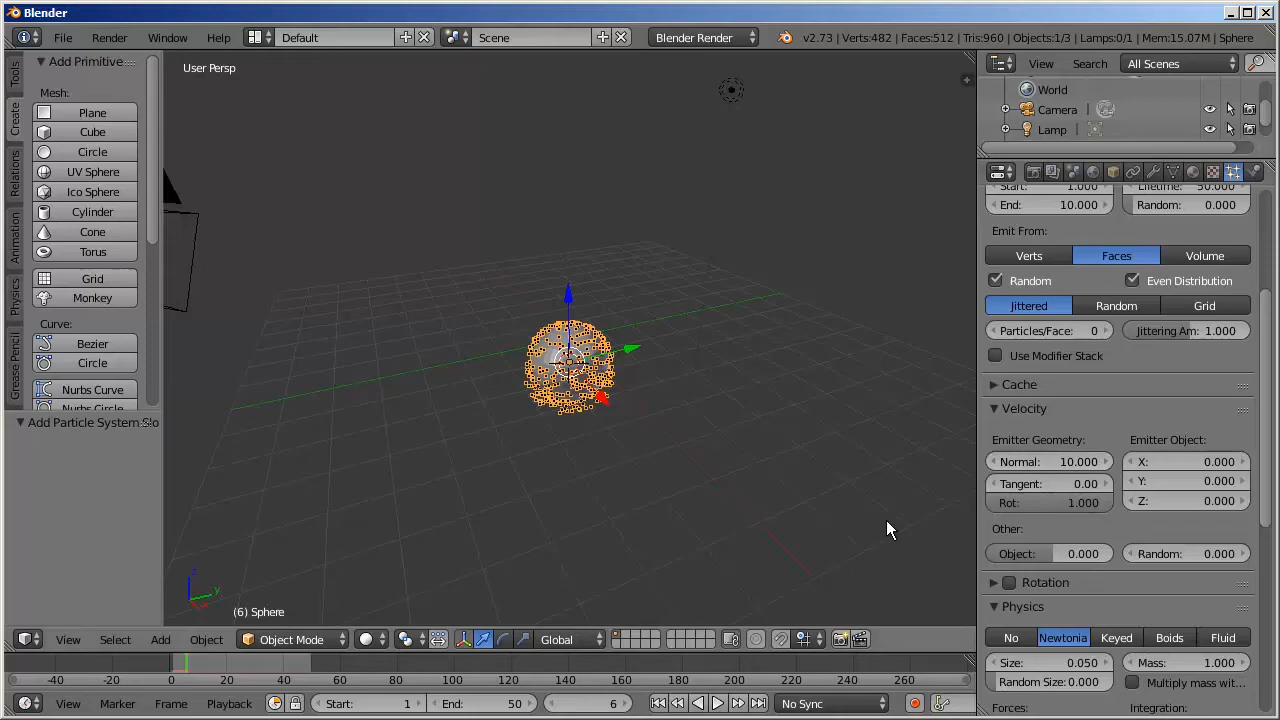 Blender
File Render Window Help Default Scene Blender Render v2.73 | Verts:482 | Faces:512 | Tris:960 | Objects:1/3 | Lamps:0/1 | Mem:15.07M | Sphere
Tools
Create
Relations
Animation
Physics
Grease Pencil
Add Primitive
Mesh:
Plane
Cube
Circle
UV Sphere
Ico Sphere
Cylinder
Cone
Torus
Grid
Monkey
Curve:
Bezier
Circle
Nurbs Curve
Nurbs Circle
Add Particle System Slo
User Persp
z
y
x
(6) Sphere
View Select Add Object Object Mode Global
-40 -20 0 20 40 60 80 100 120 140 160 180 200 220 240 260
View Marker Frame Playback Start: 1 End: 50 6 No Sync
View Search All Scenes
World
Camera
Lamp
Start: 1.000 Lifetime: 50.000
End: 10.000 Random: 0.000
Emit From:
Verts Faces Volume
Random Even Distribution
Jittered Random Grid
Particles/Face: 0 Jittering Am: 1.000
Use Modifier Stack
Cache
Velocity
Emitter Geometry: Emitter Object:
Normal: 10.000 X: 0.000
Tangent: 0.00 Y: 0.000
Rot: 1.000 Z: 0.000
Other:
Object: 0.000 Random: 0.000
Rotation
Physics
No Newtonia Keyed Boids Fluid
Size: 0.050 Mass: 1.000
Random Size: 0.000 Multiply mass wit...
Forces: Integration: